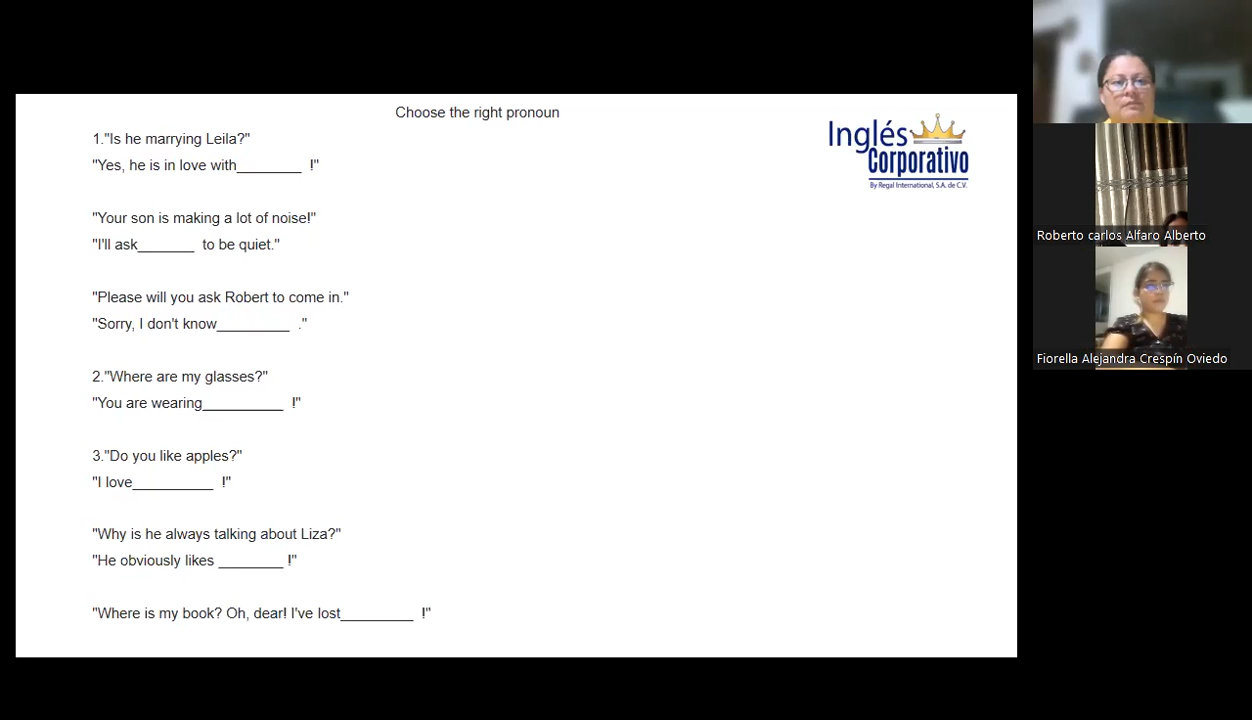 Choose the right pronoun
1."Is he marrying Leila?"
"Yes, he is in love with________ !"
"Your son is making a lot of noise!"
"I'll ask_______ to be quiet."
"Please will you ask Robert to come in."
"Sorry, I don't know_________ ."
2."Where are my glasses?"
"You are wearing__________ !"
3."Do you like apples?"
"I love__________ !"
"Why is he always talking about Liza?"
"He obviously likes ________ !"
"Where is my book? Oh, dear! I've lost_________ !"
Inglés
Corporativo
By Regal International, S.A. de C.V.
Roberto carlos Alfaro Alberto
Fiorella Alejandra Crespín Oviedo